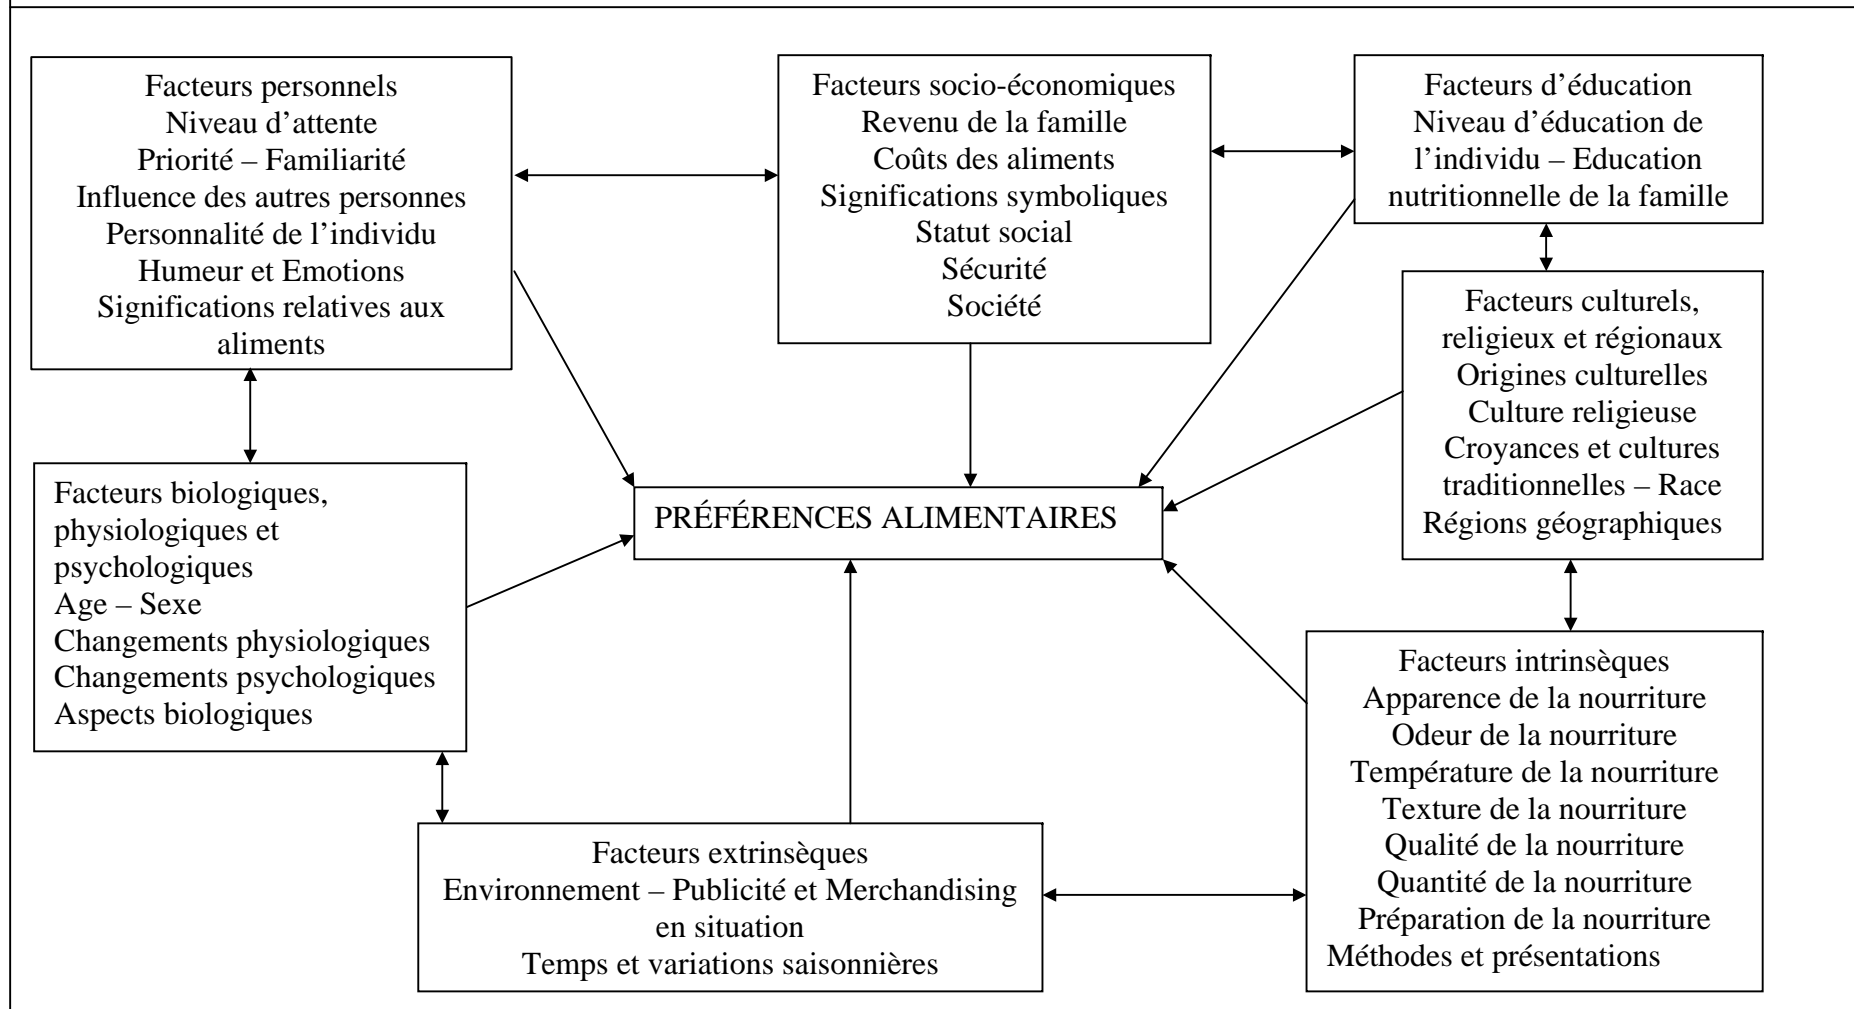 Facteurs personnels
Niveau d’attente
Priorité – Familiarité
Influence des autres personnes
Personnalité de l’individu
Humeur et Emotions
Significations relatives aux
aliments
Facteurs socio-économiques
Revenu de la famille
Coûts des aliments
Significations symboliques
Statut social
Sécurité
Société
Facteurs d’éducation
Niveau d’éducation de
l’individu – Education
nutritionnelle de la famille
Facteurs culturels,
religieux et régionaux
Origines culturelles
Culture religieuse
Croyances et cultures
traditionnelles – Race
Régions géographiques
Facteurs biologiques,
physiologiques et
psychologiques
Age – Sexe
Changements physiologiques
Changements psychologiques
Aspects biologiques
PRÉFÉRENCES ALIMENTAIRES
Facteurs intrinsèques
Apparence de la nourriture
Odeur de la nourriture
Température de la nourriture
Texture de la nourriture
Qualité de la nourriture
Quantité de la nourriture
Préparation de la nourriture
Méthodes et présentations
Facteurs extrinsèques
Environnement – Publicité et Merchandising
en situation
Temps et variations saisonnières